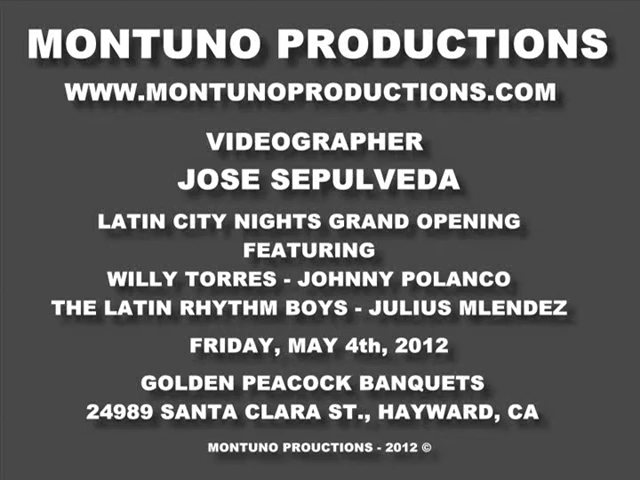 MONTUNO PRODUCTIONS
WWW.MONTUNOPRODUCTIONS.COM
VIDEOGRAPHER
JOSE SEPULVEDA
LATIN CITY NIGHTS GRAND OPENING
FEATURING
WILLY TORRES - JOHNNY POLANCO
THE LATIN RHYTHM BOYS - JULIUS MLENDEZ
FRIDAY, MAY 4th, 2012
GOLDEN PEACOCK BANQUETS
24989 SANTA CLARA ST., HAYWARD, CA
MONTUNO PROUCTIONS - 2012 ©